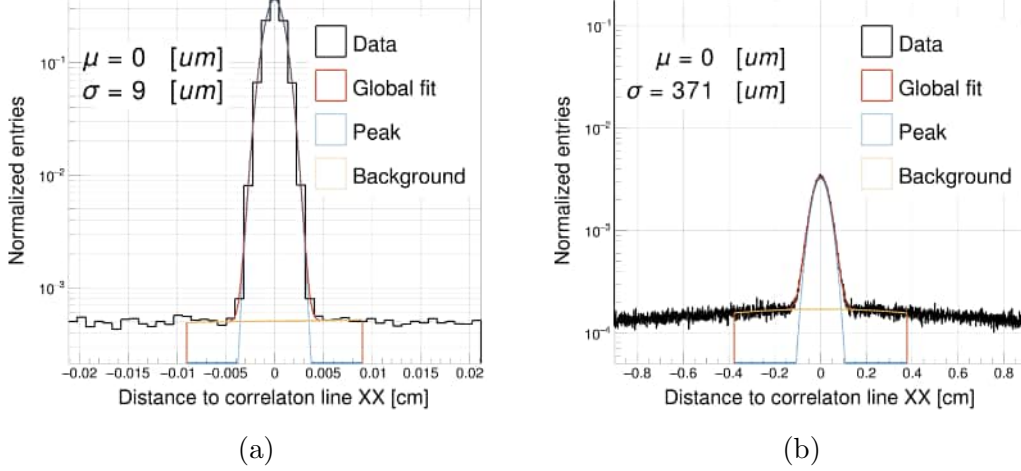 10⁻¹
10⁻²
10⁻³
Normalized entries
μ = 0 [um]
σ = 9 [um]
Data
Global fit
Peak
Background
−0.02 −0.015 −0.01 −0.005 0 0.005 0.01 0.015 0.02
Distance to correlaton line XX [cm]
(a)
10⁻¹
10⁻²
10⁻³
10⁻⁴
Normalized entries
μ = 0 [um]
σ = 371 [um]
Data
Global fit
Peak
Background
−0.8 −0.6 −0.4 −0.2 0 0.2 0.4 0.6 0.8
Distance to correlaton line XX [cm]
(b)